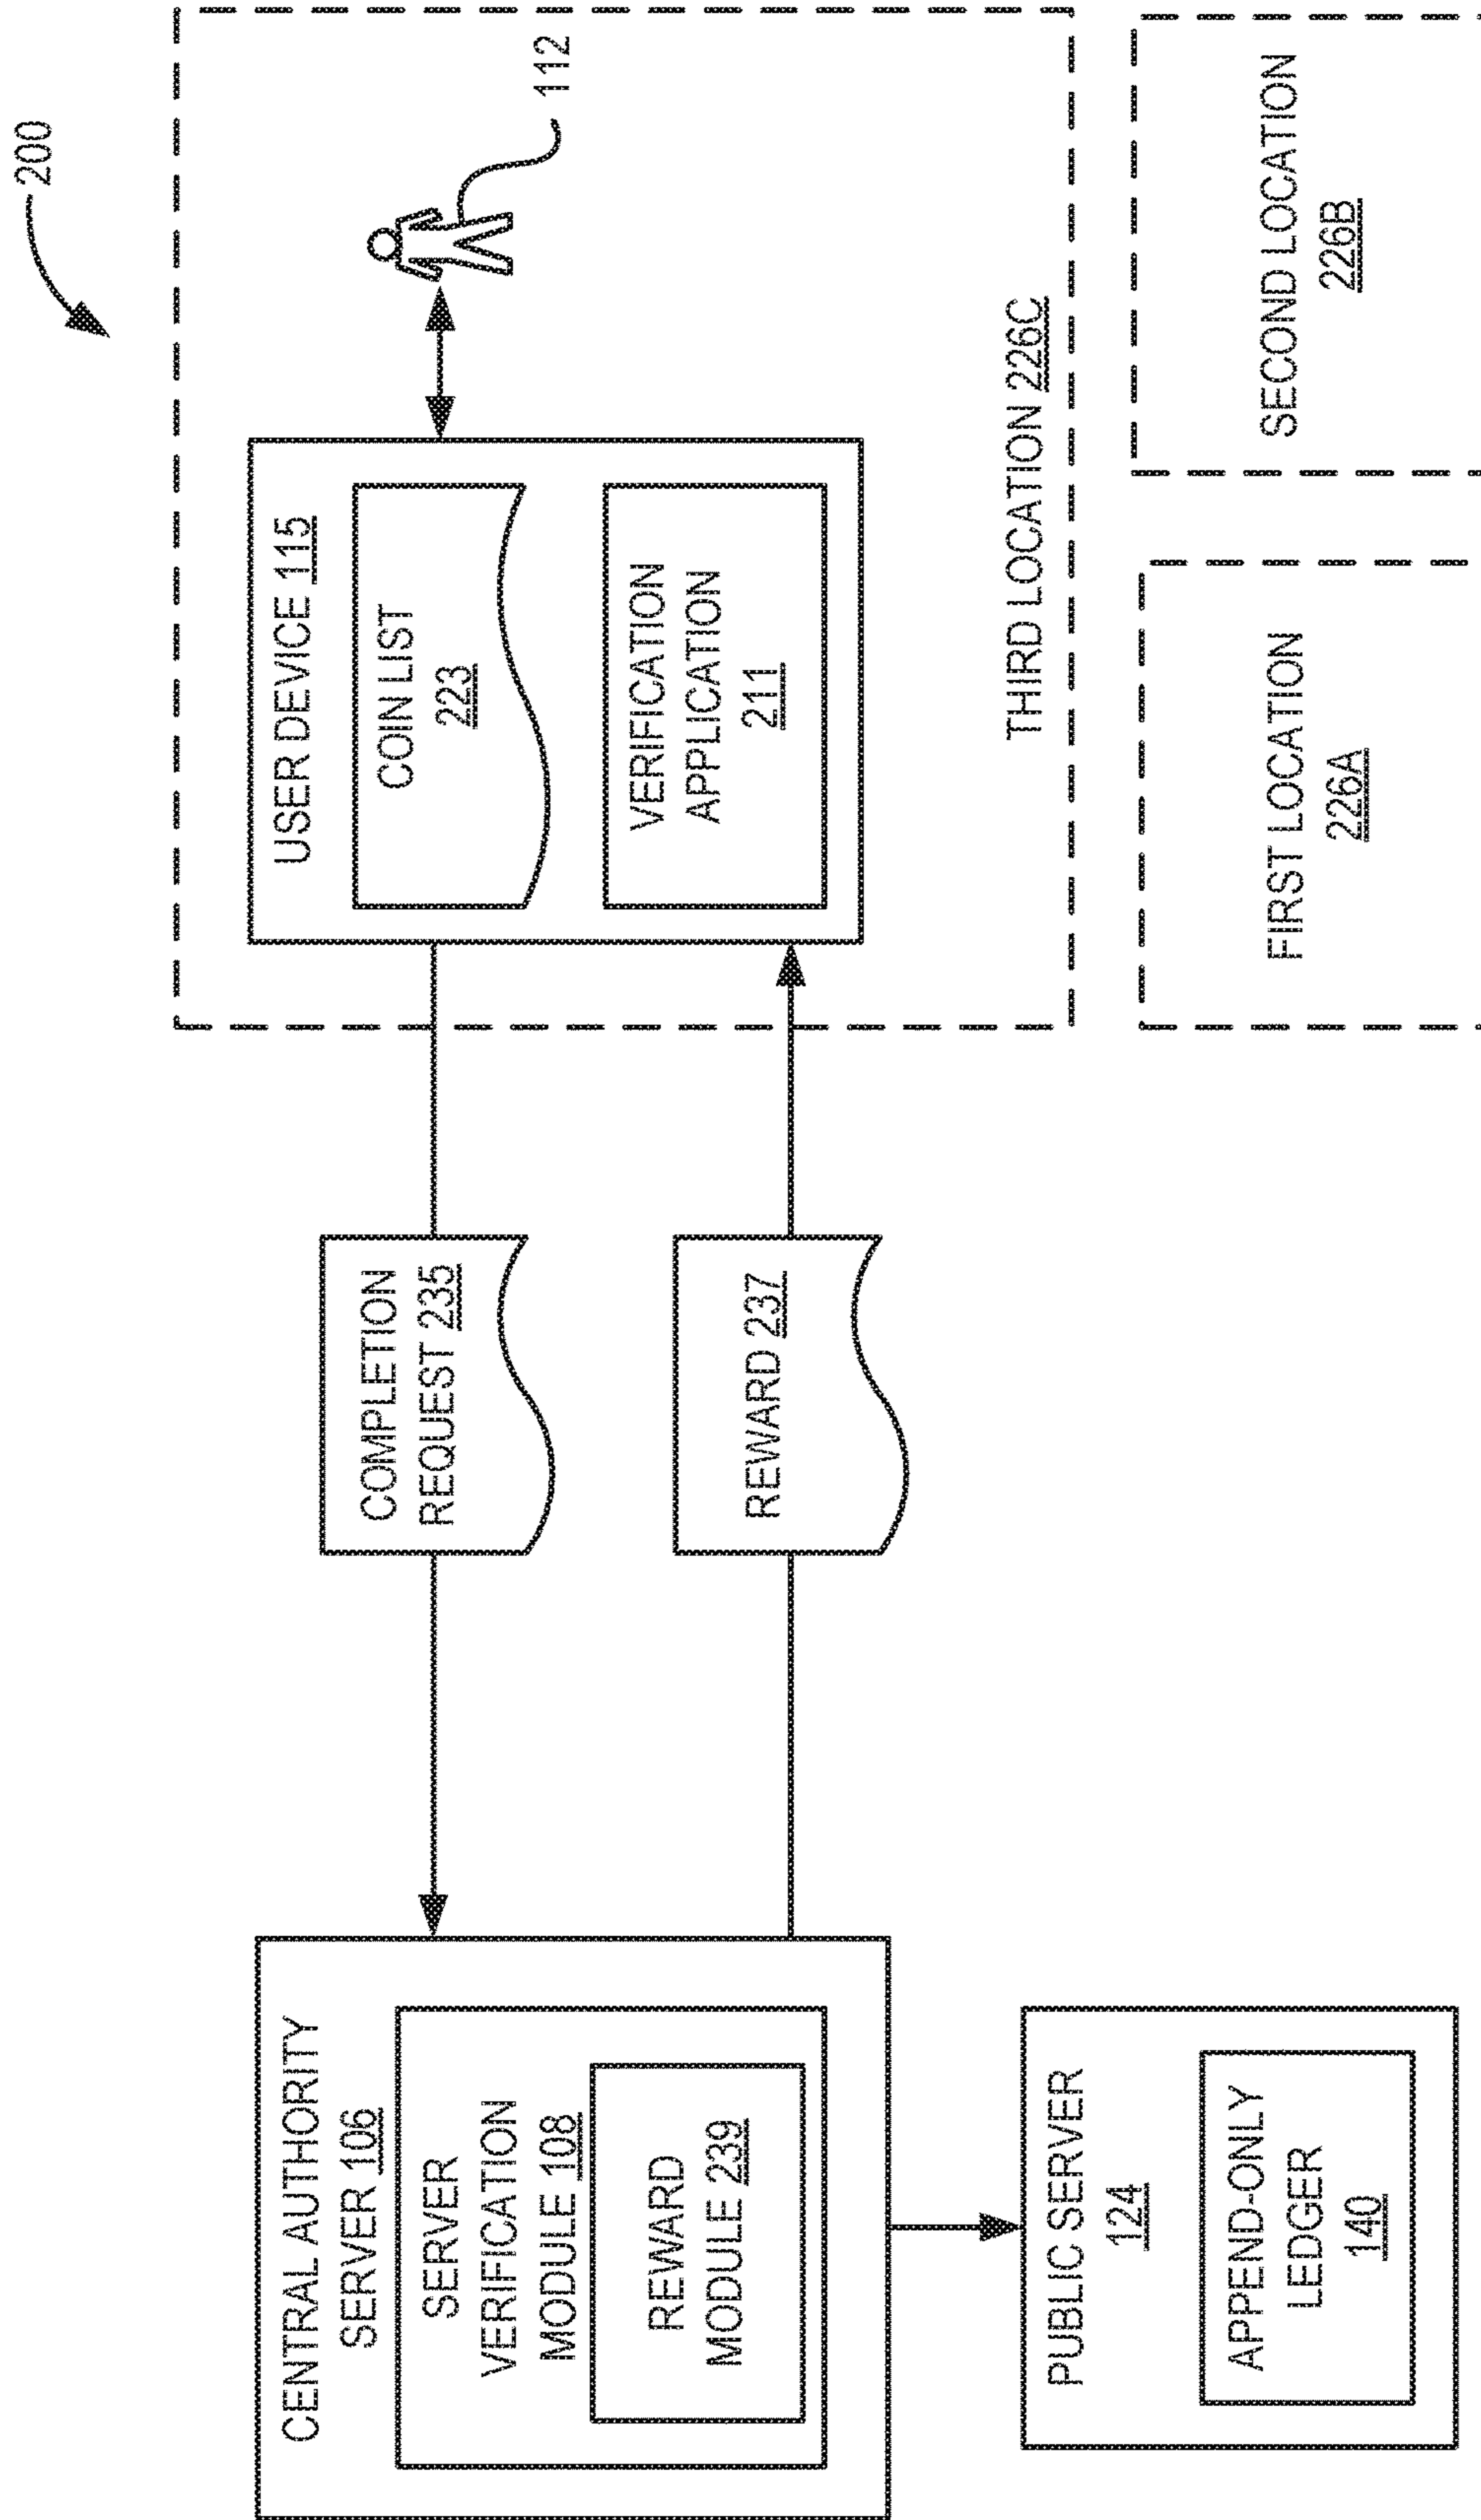 200
CENTRAL AUTHORITY
SERVER 106
SERVER
VERIFICATION
MODULE 108
REWARD
MODULE 239
COMPLETION
REQUEST 235
REWARD 237
USER DEVICE 115
COIN LIST
223
VERIFICATION
APPLICATION
211
112
THIRD LOCATION 226C
PUBLIC SERVER
124
APPEND-ONLY
LEDGER
140
FIRST LOCATION
226A
SECOND LOCATION
226B